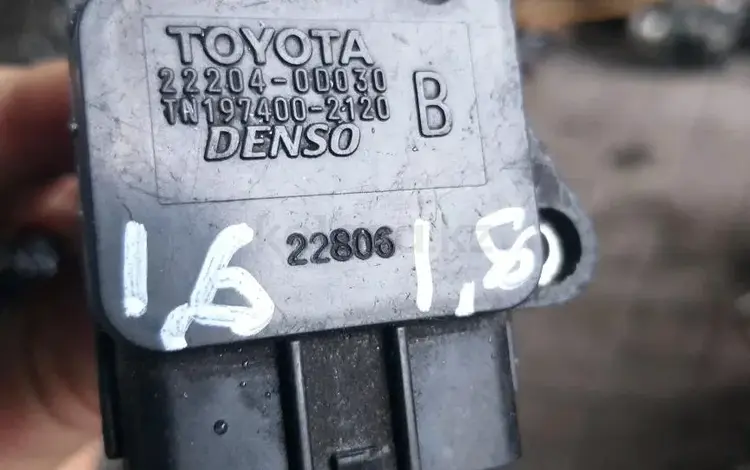 TOYOTA
22204-0D030
TN197400-2120
DENSO
B
22806
1,6
1,8